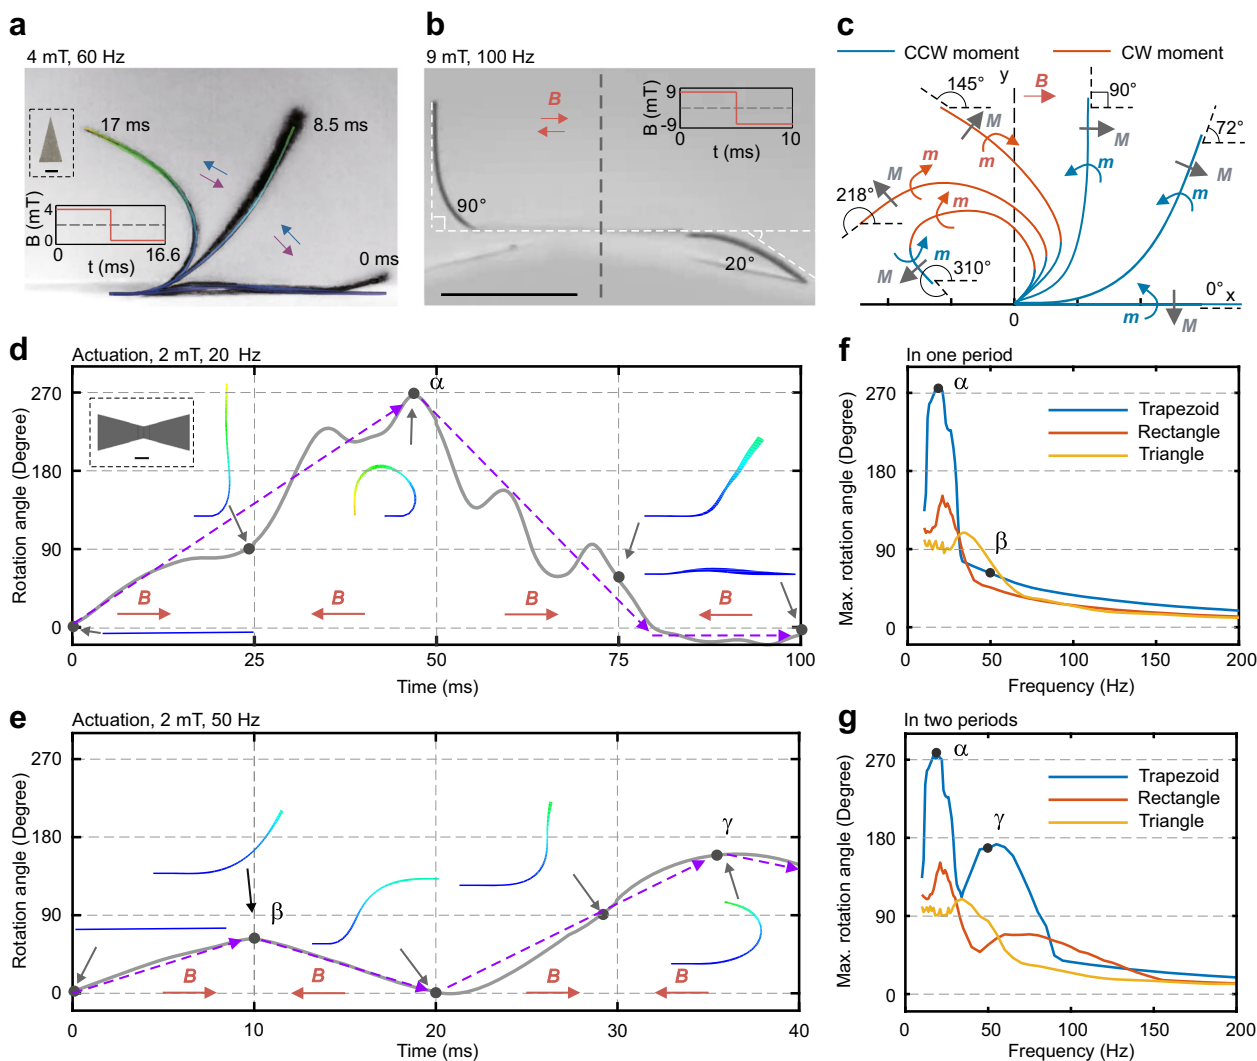 a
4 mT, 60 Hz
17 ms
8.5 ms
0 ms
B (mT)
4
0
0
16.6
t (ms)
b
9 mT, 100 Hz
B
B (mT)
9
-9
0
10
t (ms)
90°
20°
c
CCW moment
CW moment
y
B
145°
90°
72°
M
m
M
m
M
m
M
m
218°
m
M
m
310°
m
M
0°
x
0
d
Actuation, 2 mT, 20 Hz
α
Rotation angle (Degree)
270
180
90
0
B
B
B
B
0
25
50
75
100
Time (ms)
e
Actuation, 2 mT, 50 Hz
Rotation angle (Degree)
270
180
90
0
β
γ
B
B
B
B
0
10
20
30
40
Time (ms)
f
In one period
α
Trapezoid
Rectangle
Triangle
β
Max. rotation angle (Degree)
270
180
90
0
0
50
100
150
200
Frequency (Hz)
g
In two periods
α
Trapezoid
Rectangle
Triangle
γ
Max. rotation angle (Degree)
270
180
90
0
0
50
100
150
200
Frequency (Hz)